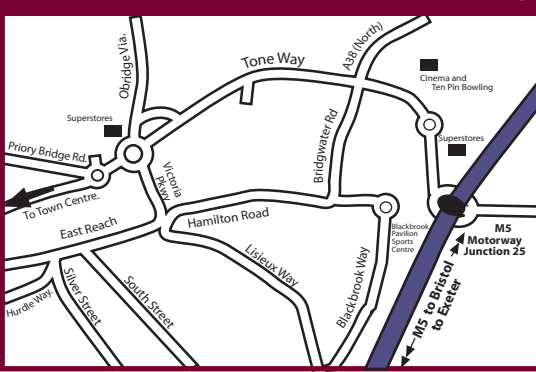 Obridge Via.
Tone Way
A38 (North)
Cinema and
Ten Pin Bowling
Superstores
Superstores
Priory Bridge Rd.
Victoria
Pkwy
Bridgwater Rd
To Town Centre.
East Reach
Hamilton Road
Lisieux Way
Blackbrook
Pavilion
Sports
Centre
M5
Motorway
Junction 25
Blackbrook Way
M5 to Bristol
to Exeter
Hurdle Way.
Silver Street
South Street